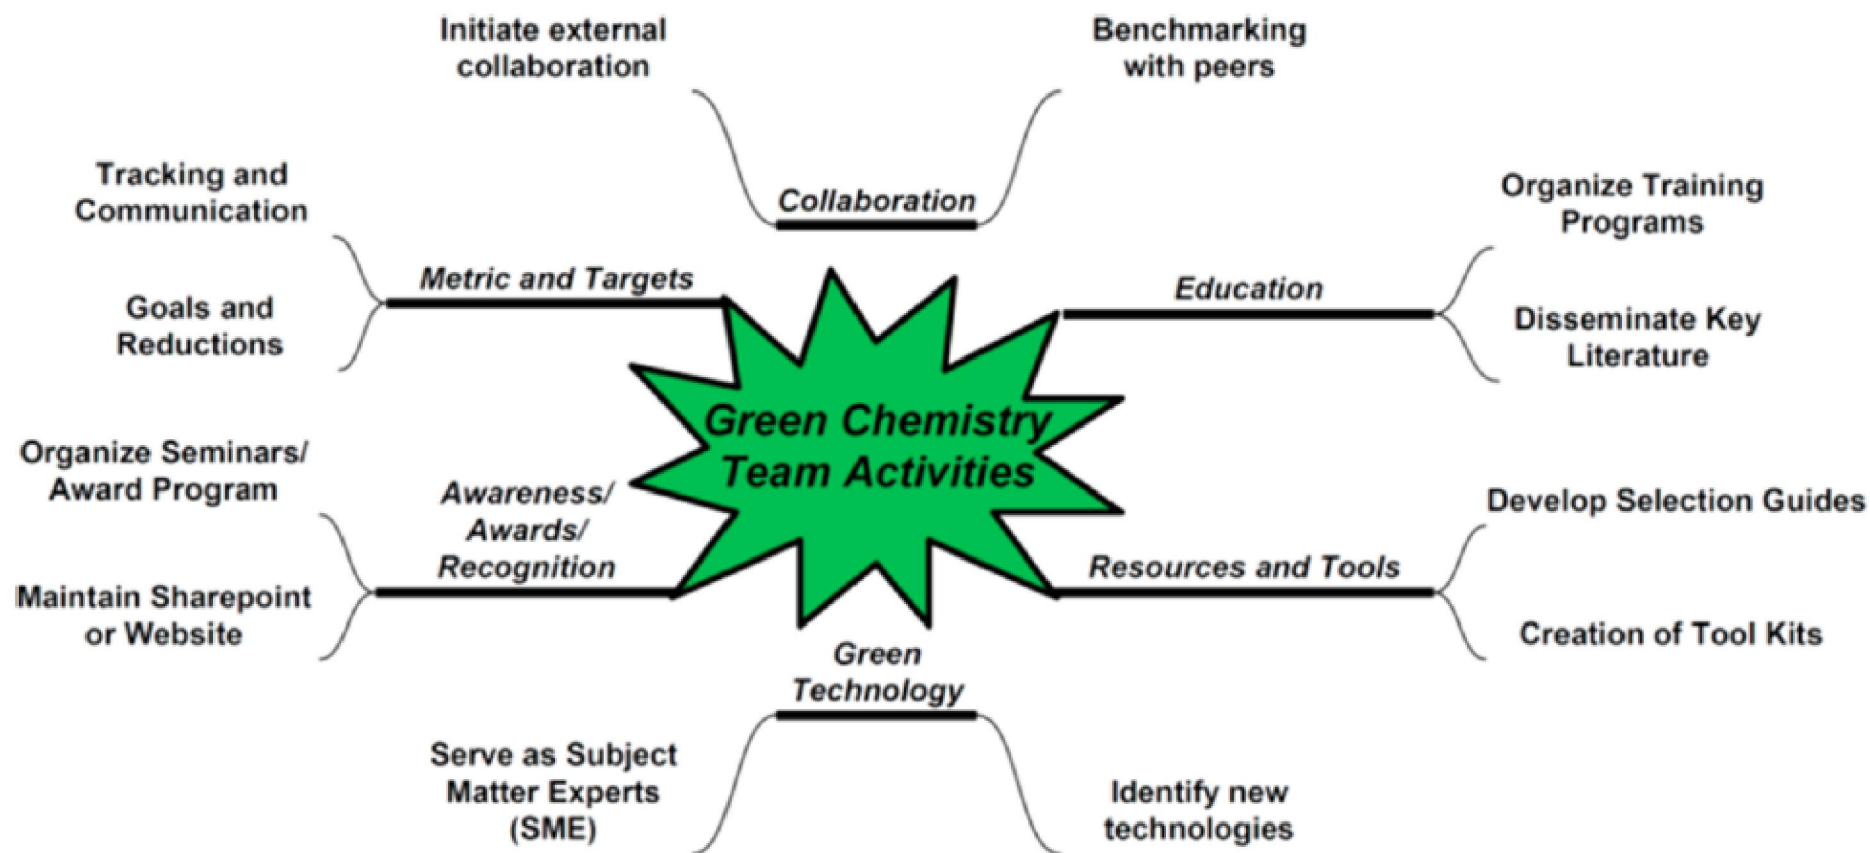 Initiate external
collaboration
Benchmarking
with peers
Collaboration
Tracking and
Communication
Goals and
Reductions
Metric and Targets
Education
Organize Training
Programs
Disseminate Key
Literature
Green Chemistry
Team Activities
Organize Seminars/
Award Program
Maintain Sharepoint
or Website
Awareness/
Awards/
Recognition
Resources and Tools
Develop Selection Guides
Creation of Tool Kits
Green
Technology
Serve as Subject
Matter Experts
(SME)
Identify new
technologies